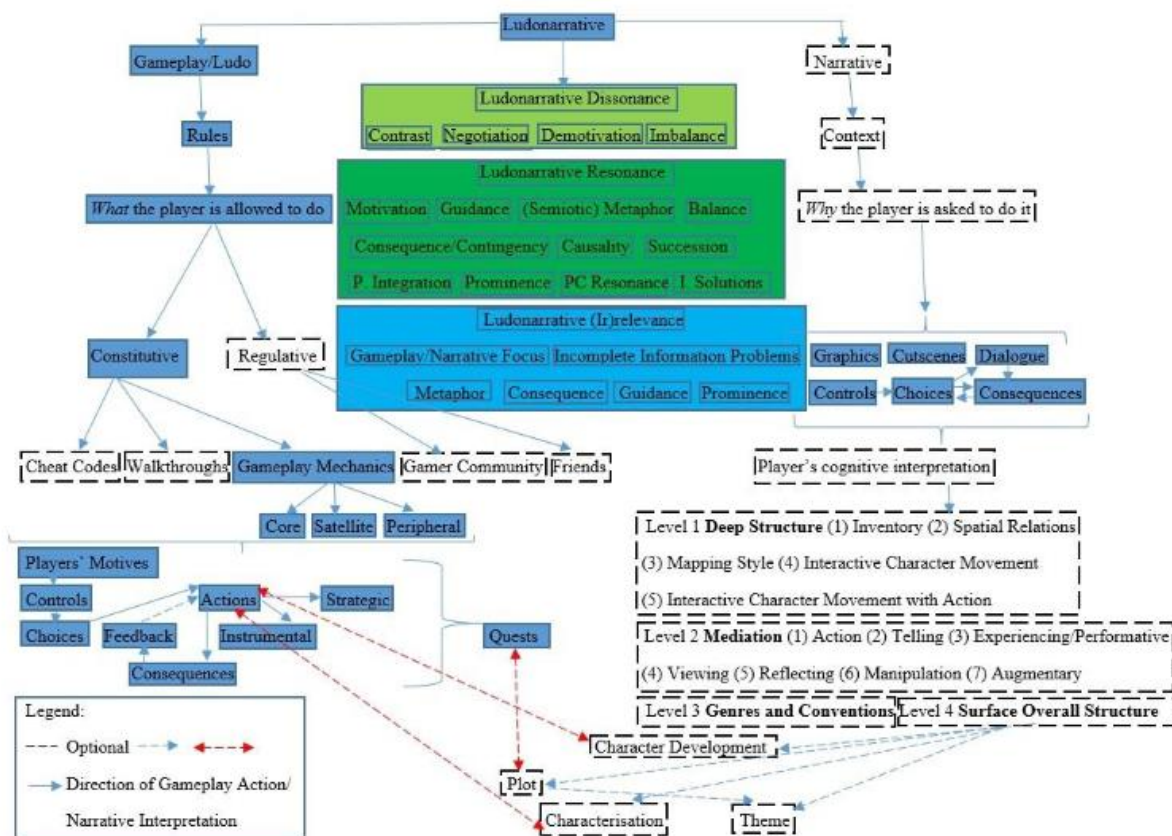 Ludonarrative
Gameplay/Ludo
Narrative
Ludonarrative Dissonance
Contrast Negotiation Demotivation Imbalance
Rules
Context
Ludonarrative Resonance
Motivation Guidance (Semiotic) Metaphor Balance
Consequence/Contingency Causality Succession
P. Integration Prominence PC Resonance I. Solutions
What the player is allowed to do
Why the player is asked to do it
Ludonarrative (Ir)relevance
Gameplay/Narrative Focus Incomplete Information Problems
Metaphor Consequence Guidance Prominence
Constitutive
Regulative
Graphics Cutscenes Dialogue
Controls Choices Consequences
Cheat Codes Walkthroughs Gameplay Mechanics Gamer Community Friends
Player's cognitive interpretation
Core Satellite Peripheral
Level 1 Deep Structure (1) Inventory (2) Spatial Relations
(3) Mapping Style (4) Interactive Character Movement
(5) Interactive Character Movement with Action
Players' Motives
Controls
Actions
Strategic
Choices
Feedback
Instrumental
Consequences
Quests
Level 2 Mediation (1) Action (2) Telling (3) Experiencing/Performative
(4) Viewing (5) Reflecting (6) Manipulation (7) Augmentary
Level 3 Genres and Conventions Level 4 Surface Overall Structure
Character Development
Plot
Characterisation
Theme
Legend:
Optional
Direction of Gameplay Action/
Narrative Interpretation